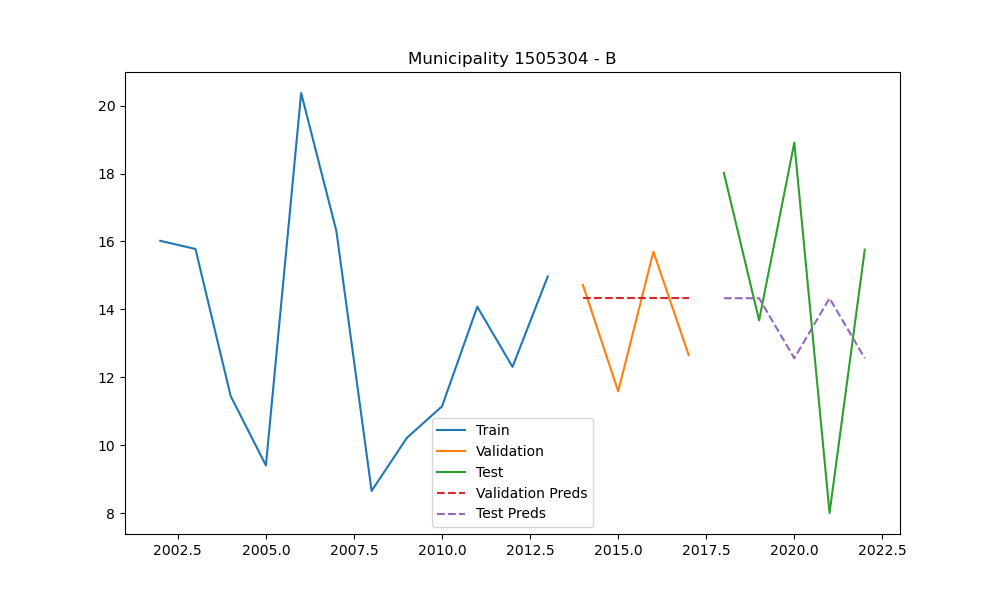 Municipality 1505304 - B
20
18
16
14
12
10
8
Train
Validation
Test
Validation Preds
Test Preds
2002.5 2005.0 2007.5 2010.0 2012.5 2015.0 2017.5 2020.0 2022.5